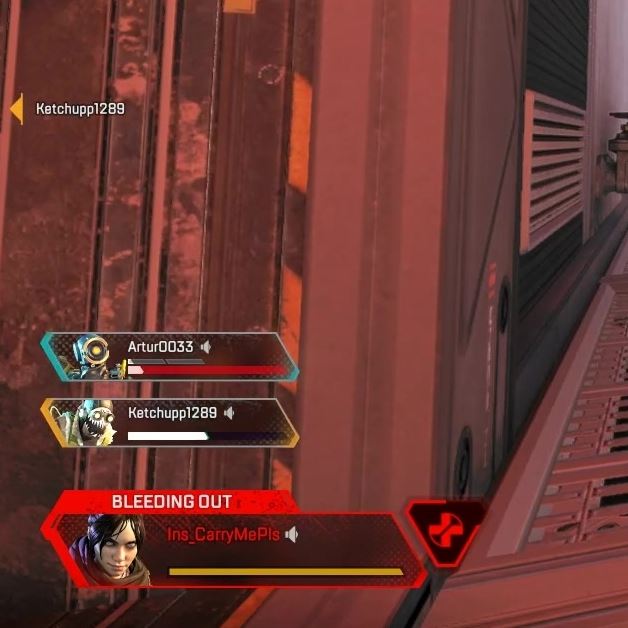 Ketchupp1289
Artur0033
Ketchupp1289
BLEEDING OUT
Ins_CarryMePls